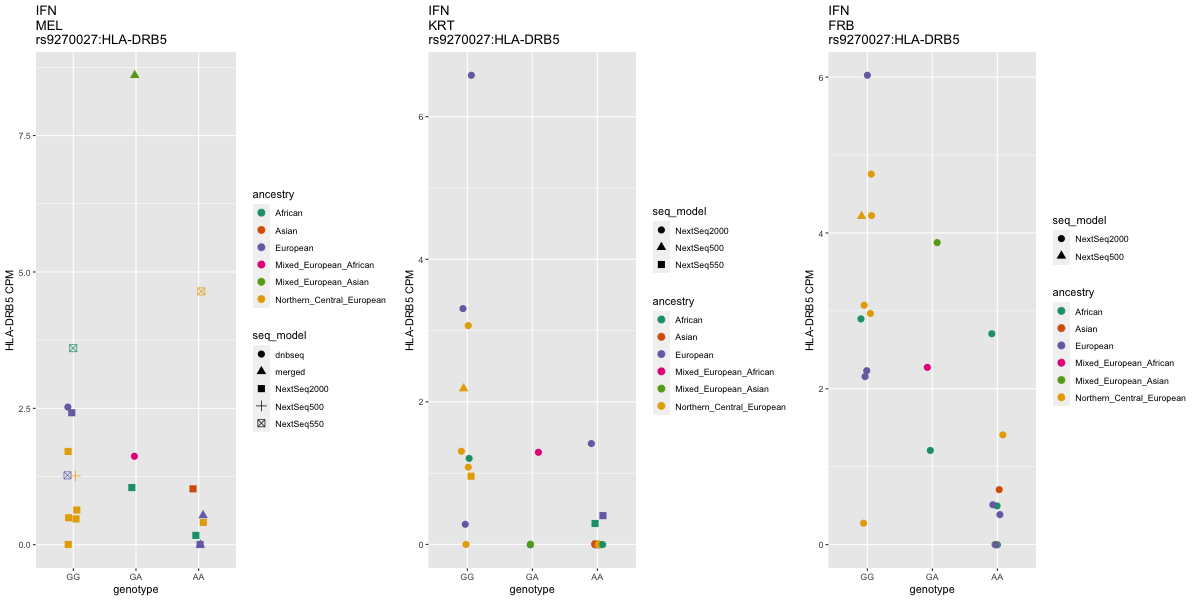 IFN
MEL
rs9270027:HLA-DRB5
HLA-DRB5 CPM
7.5
5.0
2.5
0.0
GG
GA
AA
genotype
ancestry
African
Asian
European
Mixed_European_African
Mixed_European_Asian
Northern_Central_European
seq_model
dnbseq
merged
NextSeq2000
NextSeq500
NextSeq550
IFN
KRT
rs9270027:HLA-DRB5
HLA-DRB5 CPM
6
4
2
0
GG
GA
AA
genotype
seq_model
NextSeq2000
NextSeq500
NextSeq550
ancestry
African
Asian
European
Mixed_European_African
Mixed_European_Asian
Northern_Central_European
IFN
FRB
rs9270027:HLA-DRB5
HLA-DRB5 CPM
6
4
2
0
GG
GA
AA
genotype
seq_model
NextSeq2000
NextSeq500
ancestry
African
Asian
European
Mixed_European_African
Mixed_European_Asian
Northern_Central_European